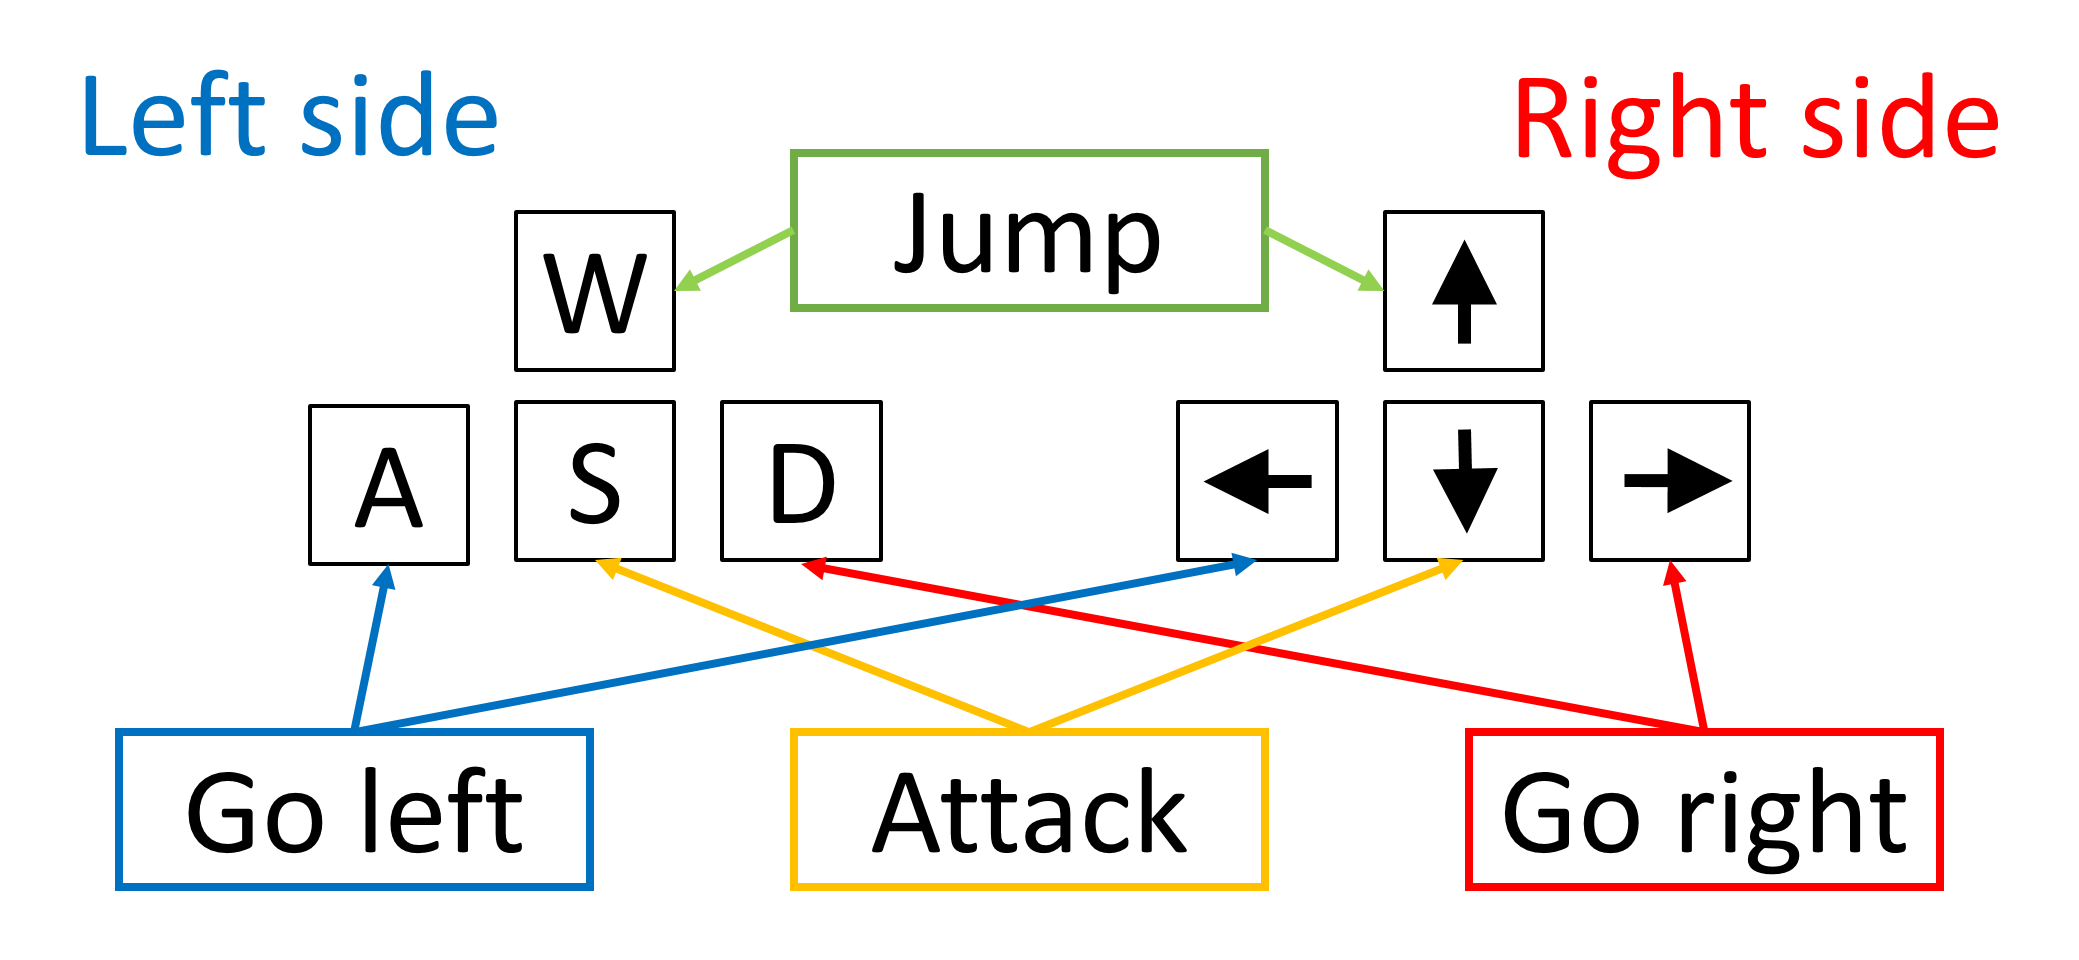 Left side
Right side
Jump
W
A
S
D
Go left
Attack
Go right